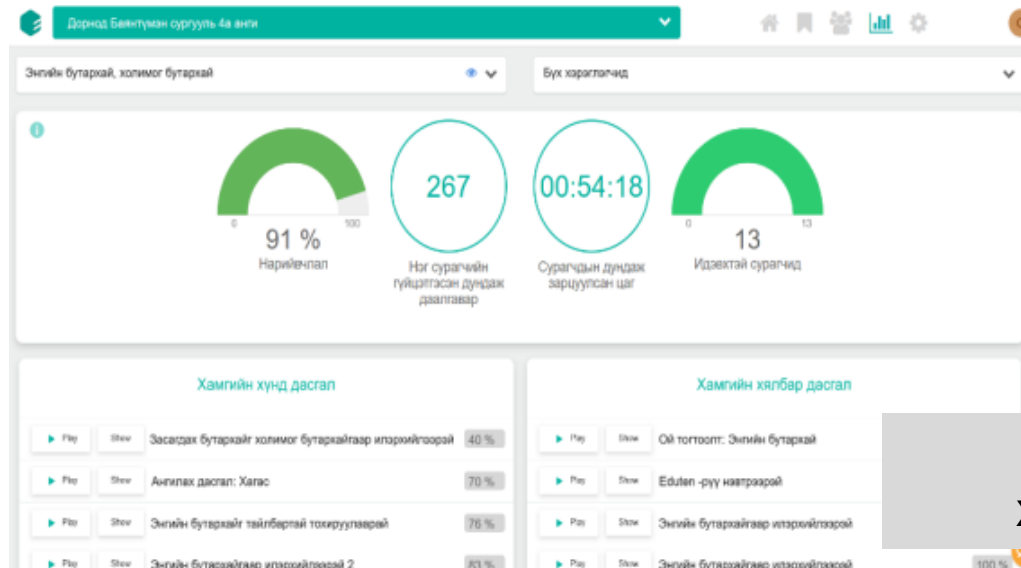 Дорнод Баянтүмэн сургууль 4а анги
Энгийн бутархай, холимог бутархай
Бүх хэрэглэгчид
0
100
91 %
Нарийвчлал
267
Нэг сурагчийн
гүйцэтгэсэн дундаж
даалгавар
00:54:18
Сурагчдын дундаж
зарцуулсан цаг
0
13
13
Идэвхтэй сурагчид
Хамгийн хүнд дасгал
Play Show Засагдах бутархайг холимог бутархайгаар илэрхийлээрэй 40 %
Play Show Ангилах дасгал: Хагас 70 %
Play Show Энгийн бутархайг тайлбартай тохируулаарай 76 %
Play Show Энгийн бутархайгаар илэрхийлээрэй 2 83 %
Хамгийн хялбар дасгал
Play Show Ой тогтоолт: Энгийн бутархай
Play Show Eduten -рүү нэвтрээрэй
Play Show Энгийн бутархайгаар илэрхийлээрэй
Play Show Энгийн бутархайгаар илэрхийлээрэй 100 %